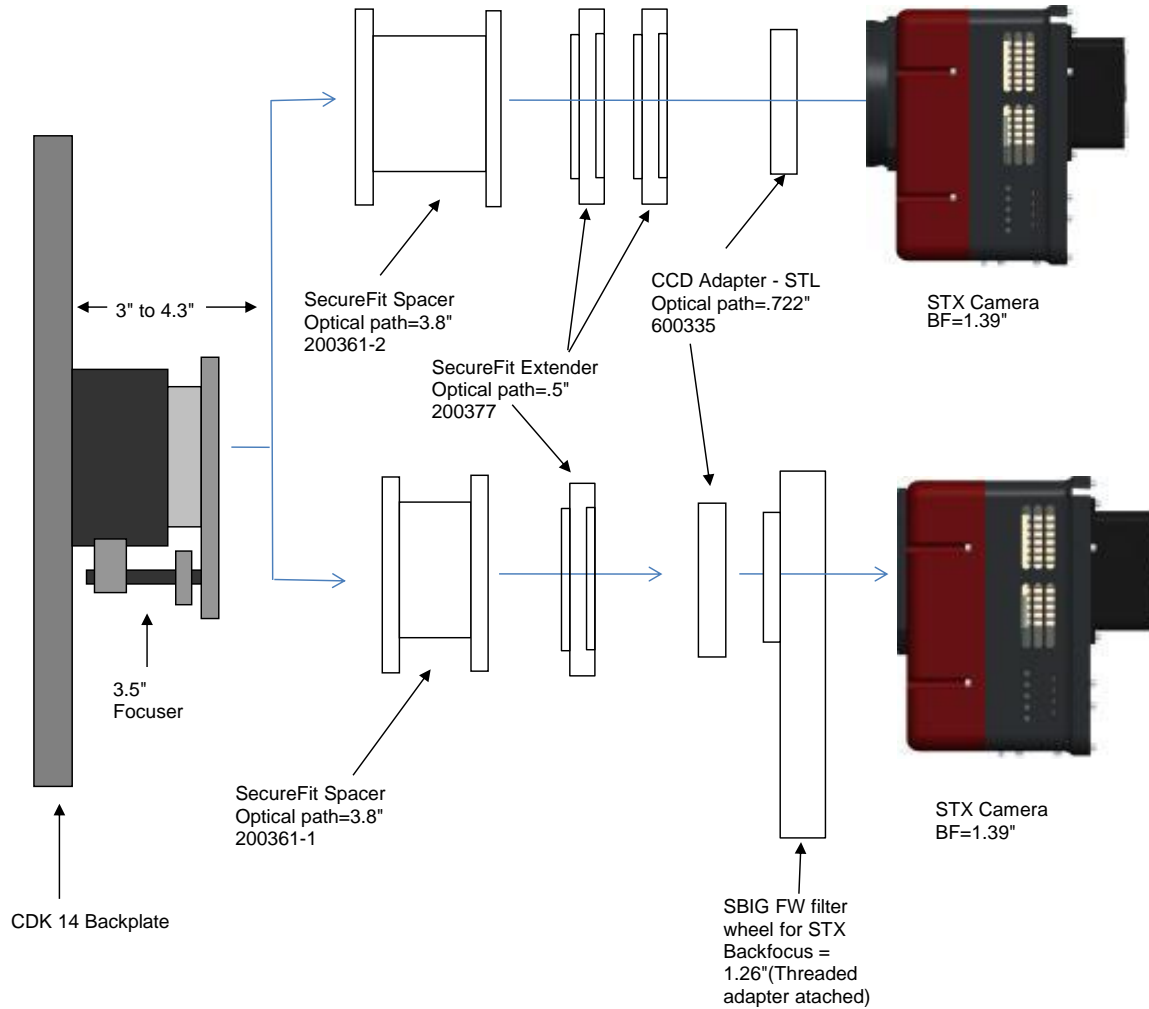 3" to 4.3"
SecureFit Spacer
Optical path=3.8"
200361-2
CCD Adapter - STL
Optical path=.722"
600335
STX Camera
BF=1.39"
SecureFit Extender
Optical path=.5"
200377
3.5"
Focuser
SecureFit Spacer
Optical path=3.8"
200361-1
STX Camera
BF=1.39"
CDK 14 Backplate
SBIG FW filter
wheel for STX
Backfocus =
1.26"(Threaded
adapter atached)